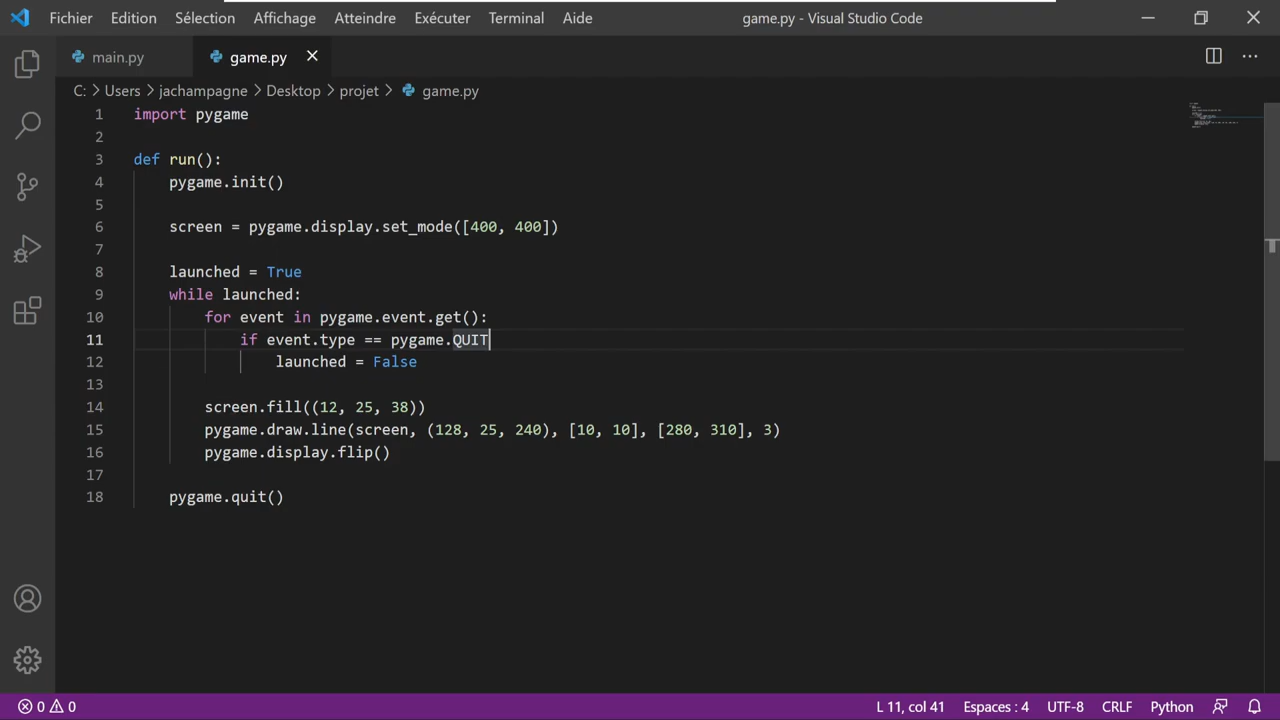 Fichier Edition Sélection Affichage Atteindre Exécuter Terminal Aide game.py - Visual Studio Code
main.py game.py
C: > Users > jachampagne > Desktop > projet > game.py
1 import pygame
2
3 def run():
4 pygame.init()
5
6 screen = pygame.display.set_mode([400, 400])
7
8 launched = True
9 while launched:
10 for event in pygame.event.get():
11 if event.type == pygame.QUIT
12 launched = False
13
14 screen.fill((12, 25, 38))
15 pygame.draw.line(screen, (128, 25, 240), [10, 10], [280, 310], 3)
16 pygame.display.flip()
17
18 pygame.quit()
0 0 L 11, col 41 Espaces : 4 UTF-8 CRLF Python